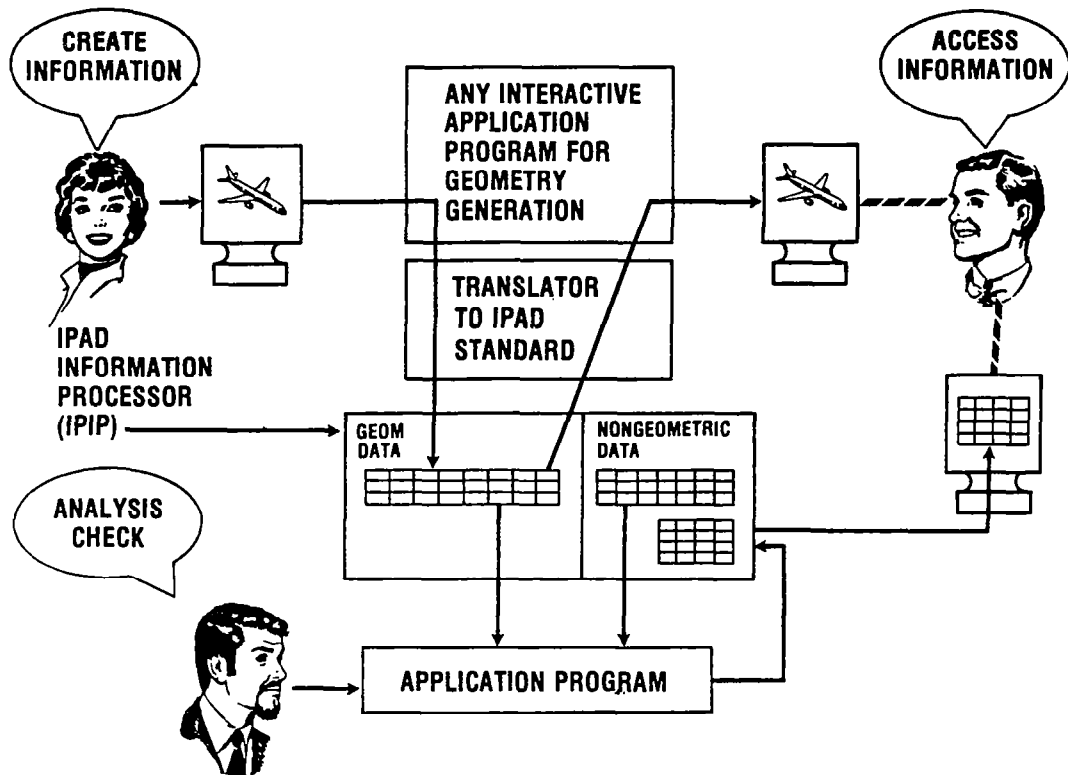 CREATE
INFORMATION
ACCESS
INFORMATION
ANY INTERACTIVE
APPLICATION
PROGRAM FOR
GEOMETRY
GENERATION
TRANSLATOR
TO IPAD
STANDARD
IPAD
INFORMATION
PROCESSOR
(IPIP)
GEOM
DATA
NONGEOMETRIC
DATA
ANALYSIS
CHECK
APPLICATION PROGRAM